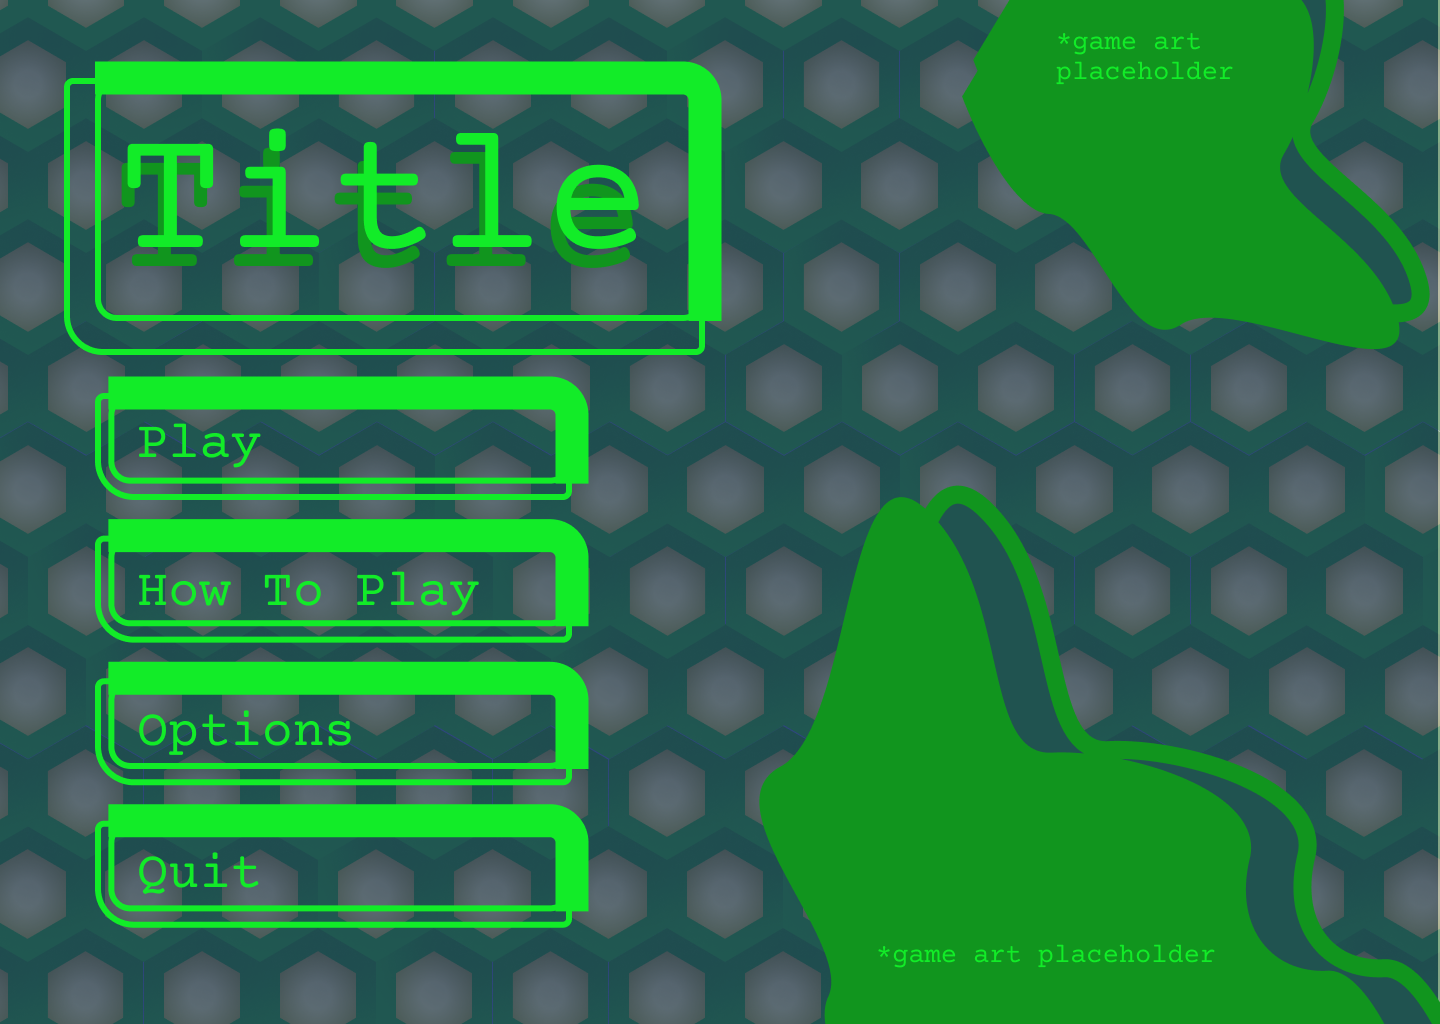 *game art
placeholder
Title
Play
How To Play
Options
Quit
*game art placeholder